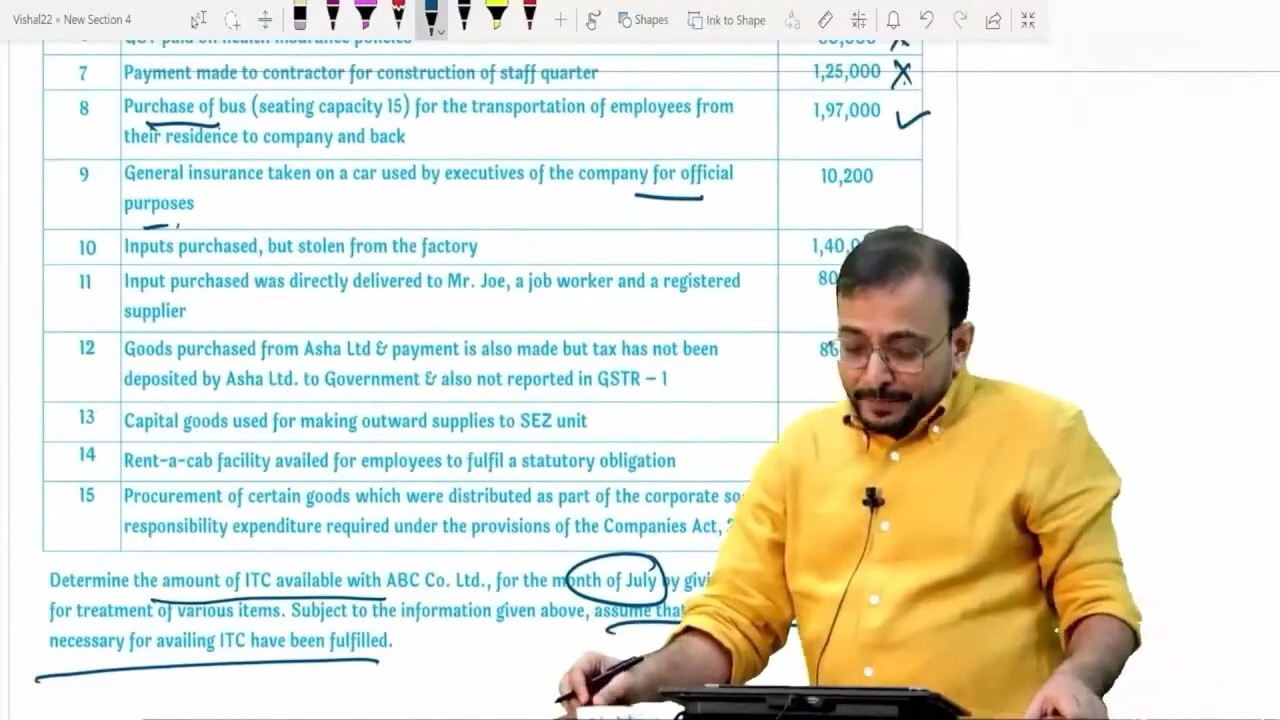 Vishal22 » New Section 4
Shapes
Ink to Shape
7 Payment made to contractor for construction of staff quarter 1,25,000
8 Purchase of bus (seating capacity 15) for the transportation of employees from 1,97,000
their residence to company and back
9 General insurance taken on a car used by executives of the company for official 10,200
purposes
10 Inputs purchased, but stolen from the factory
11 Input purchased was directly delivered to Mr. Joe, a job worker and a registered
supplier
12 Goods purchased from Asha Ltd & payment is also made but tax has not been
deposited by Asha Ltd. to Government & also not reported in GSTR – 1
13 Capital goods used for making outward supplies to SEZ unit
14 Rent-a-cab facility availed for employees to fulfil a statutory obligation
15 Procurement of certain goods which were distributed as part of the corporate
responsibility expenditure required under the provisions of the Companies Act,
Determine the amount of ITC available with ABC Co. Ltd., for the month of July by
for treatment of various items. Subject to the information given above, assume that
necessary for availing ITC have been fulfilled.